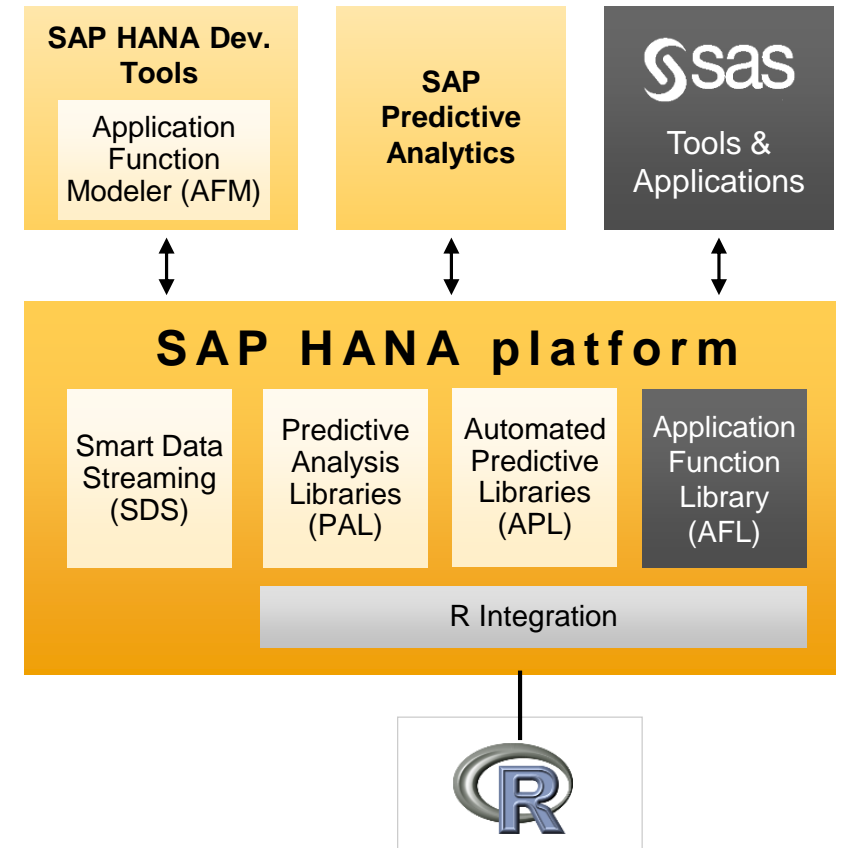 SAP HANA Dev.
Tools
Application
Function
Modeler (AFM)
SAP
Predictive
Analytics
sas
Tools &
Applications
SAP HANA platform
Smart Data
Streaming
(SDS)
Predictive
Analysis
Libraries
(PAL)
Automated
Predictive
Libraries
(APL)
Application
Function
Library
(AFL)
R Integration
R